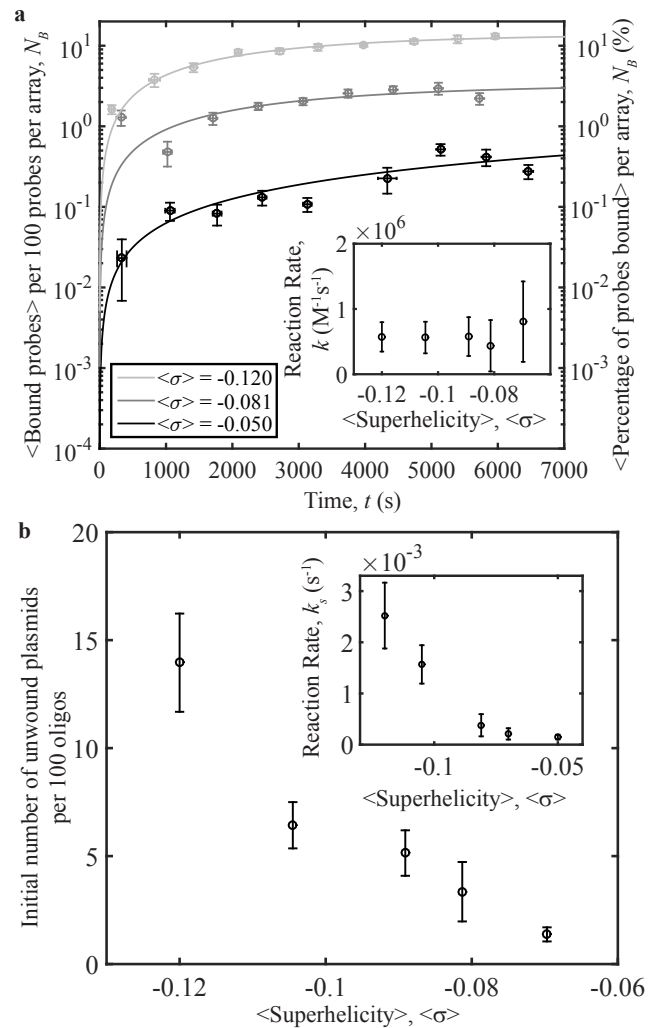 a
<Bound probes> per 100 probes per array, N_B
10^1
10^0
10^-1
10^-2
10^-3
10^-4
<Percentage of probes bound> per array, N_B (%)
10^1
10^0
10^-1
10^-2
10^-3
<σ> = -0.120
<σ> = -0.081
<σ> = -0.050
Reaction Rate,
k (M^-1s^-1)
×10^6
2
1
0
-0.12 -0.1 -0.08
<Superhelicity>, <σ>
0 1000 2000 3000 4000 5000 6000 7000
Time, t (s)
b
Initial number of unwound plasmids
per 100 oligos
20
15
10
5
0
Reaction Rate, k_s (s^-1)
×10^-3
3
2
1
0
-0.1 -0.05
<Superhelicity>, <σ>
-0.12 -0.1 -0.08 -0.06
<Superhelicity>, <σ>